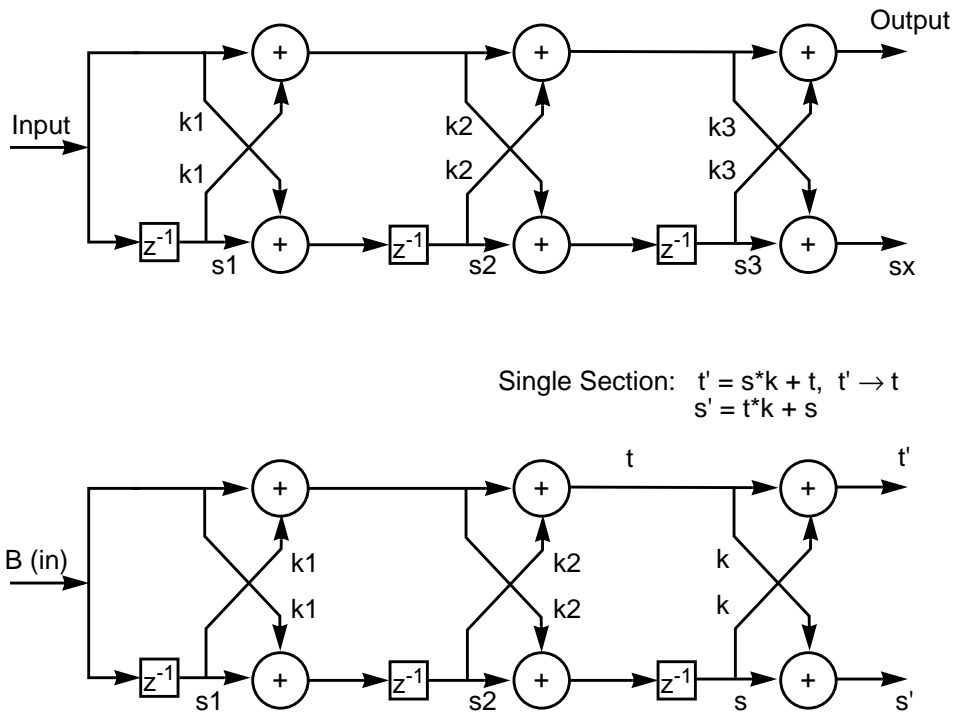 Output
+ + +
Input
k1 k2 k3
k1 k2 k3
z-1 + z-1 + z-1 +
s1 s2 s3 sx
Single Section: t' = s*k + t, t' → t
s' = t*k + s
t t'
+ + +
B (in)
k1 k2 k
k1 k2 k
z-1 + z-1 + z-1 +
s1 s2 s s'